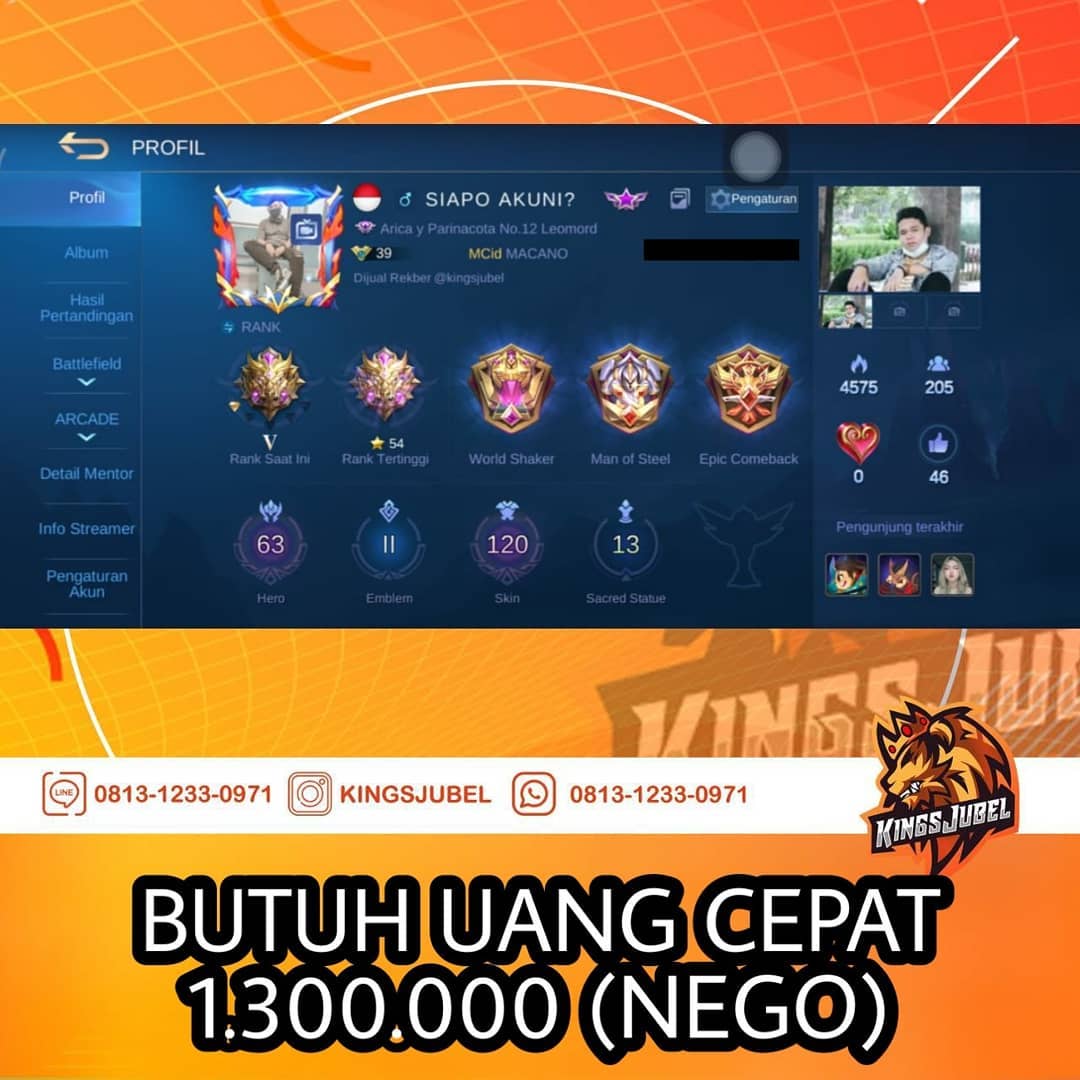 PROFIL
Profil
Album
Hasil
Pertandingan
Battlefield
ARCADE
Detail Mentor
Info Streamer
Pengaturan
Akun
SIAPO AKUNI?
Pengaturan
Arica y Parinacota No.12 Leomord
39
MCid MACANO
Dijual Rekber @kingsjubel
RANK
V
Rank Saat Ini
54
Rank Tertinggi
World Shaker
Man of Steel
Epic Comeback
63
Hero
II
Emblem
120
Skin
13
Sacred Statue
4575
205
0
46
Pengunjung terakhir
KINGS JU
LINE
0813-1233-0971
KINGSJUBEL
0813-1233-0971
KINGSJUBEL
BUTUH UANG CEPAT
1.300.000 (NEGO)